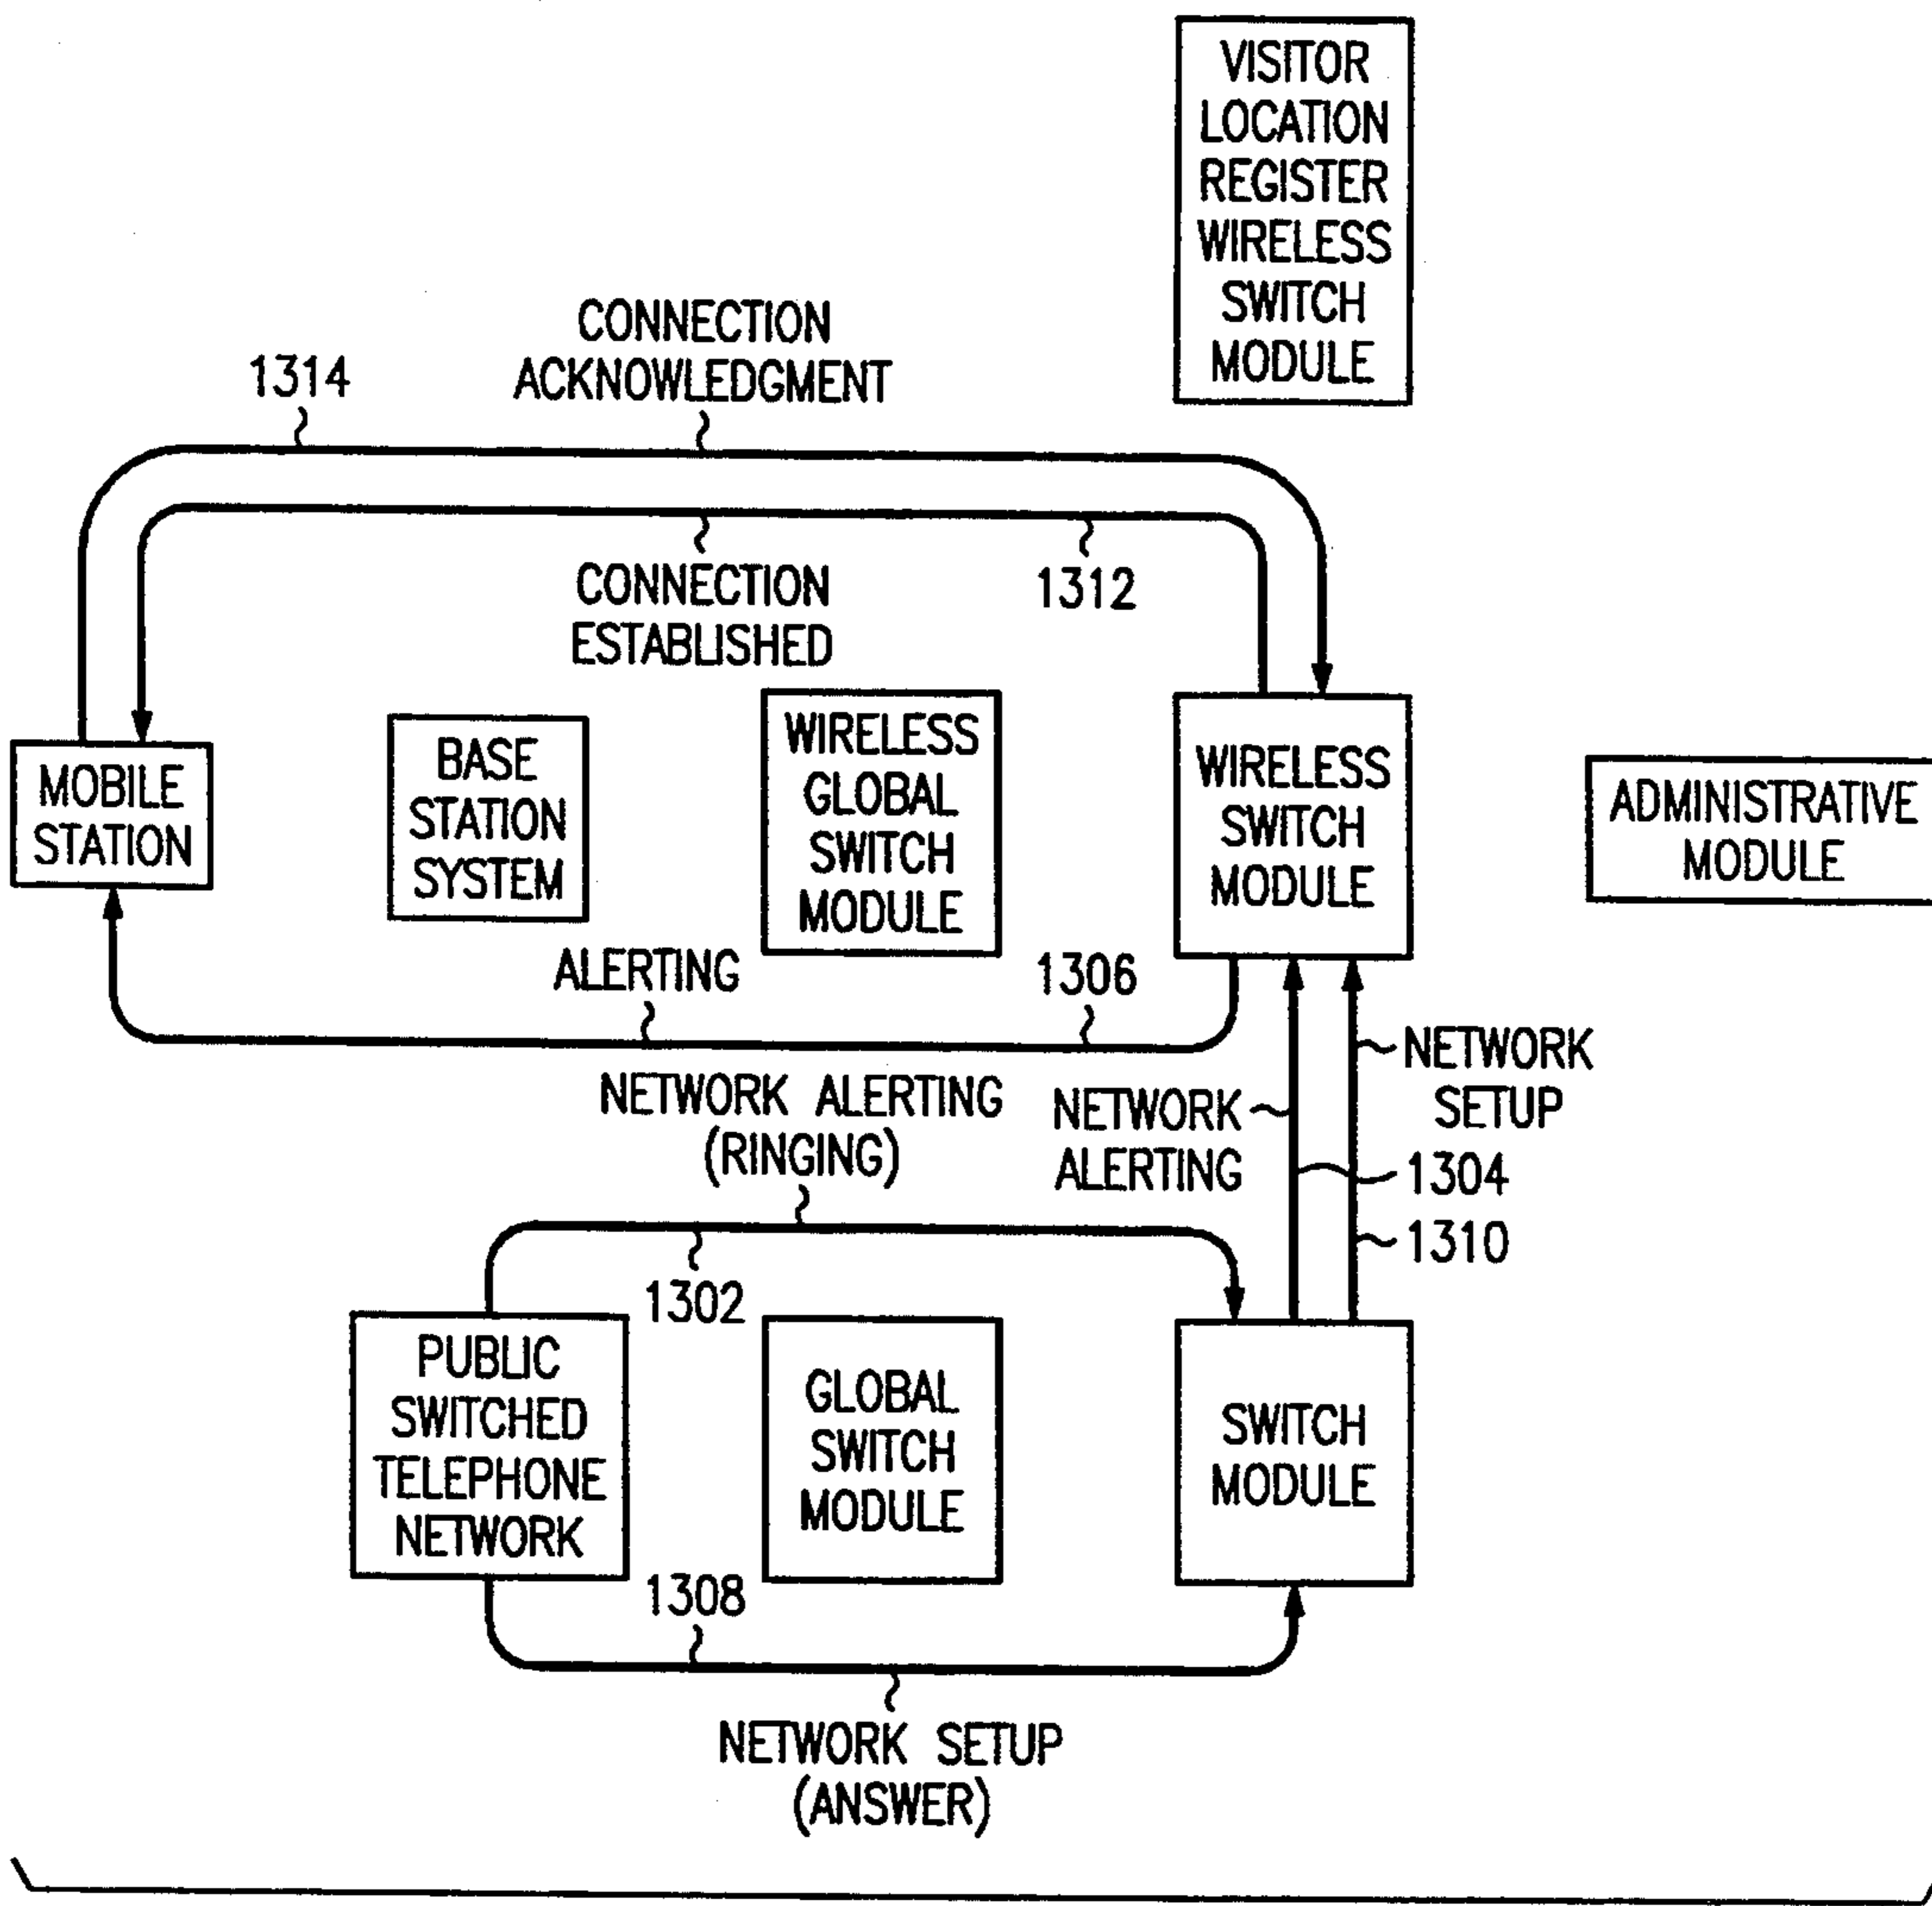 VISITOR
LOCATION
REGISTER
WIRELESS
SWITCH
MODULE
CONNECTION
ACKNOWLEDGMENT
1314
CONNECTION
ESTABLISHED
1312
MOBILE
STATION
BASE
STATION
SYSTEM
WIRELESS
GLOBAL
SWITCH
MODULE
WIRELESS
SWITCH
MODULE
ADMINISTRATIVE
MODULE
ALERTING
1306
NETWORK ALERTING
(RINGING)
NETWORK
ALERTING
NETWORK
SETUP
1304
1310
1302
PUBLIC
SWITCHED
TELEPHONE
NETWORK
GLOBAL
SWITCH
MODULE
SWITCH
MODULE
1308
NETWORK SETUP
(ANSWER)